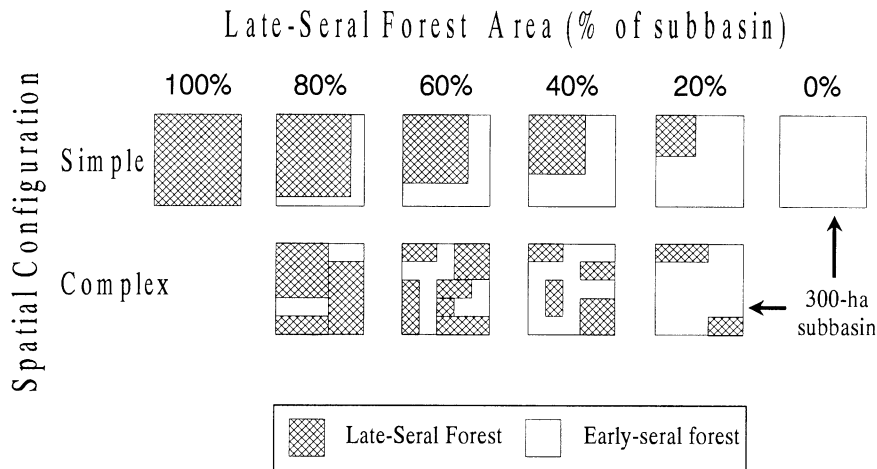 Late-Seral Forest Area (% of subbasin)
100% 80% 60% 40% 20% 0%
Spatial Configuration
Simple
Complex
300-ha
subbasin
Late-Seral Forest
Early-seral forest